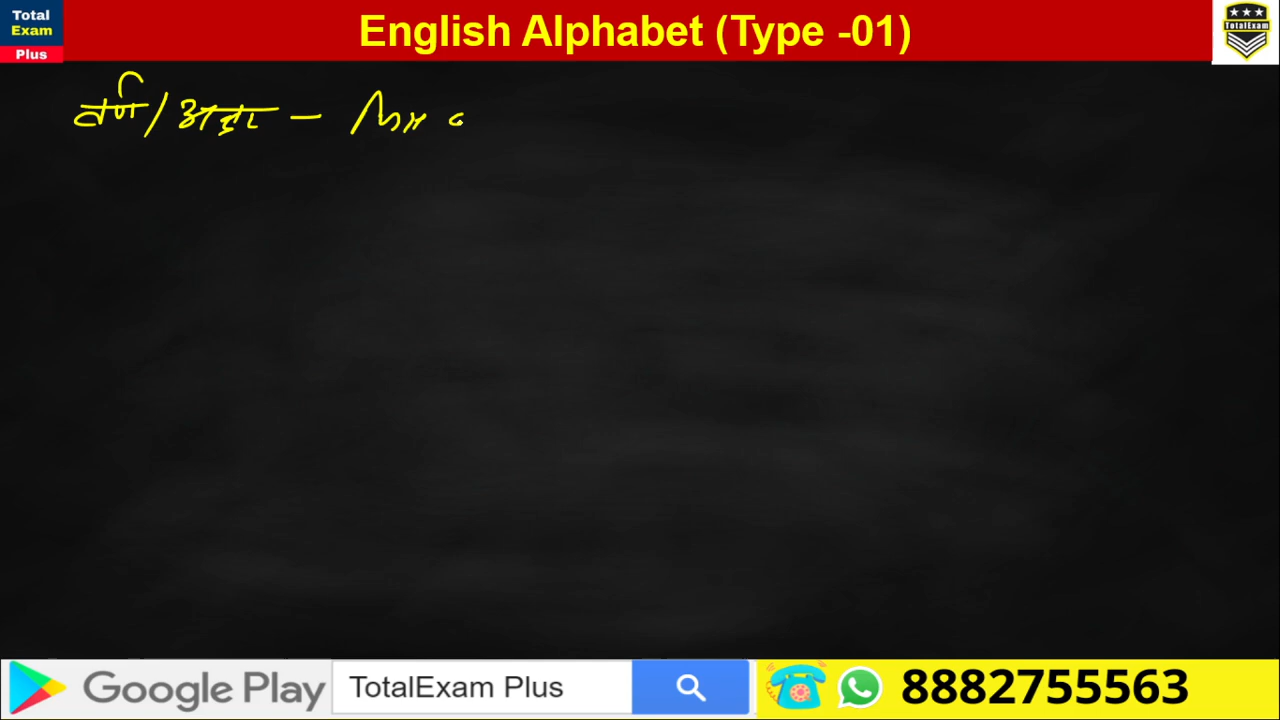 Total
Exam
Plus
English Alphabet (Type -01)
TotalExam
वर्ण/अक्षर –
Google Play
TotalExam Plus
8882755563